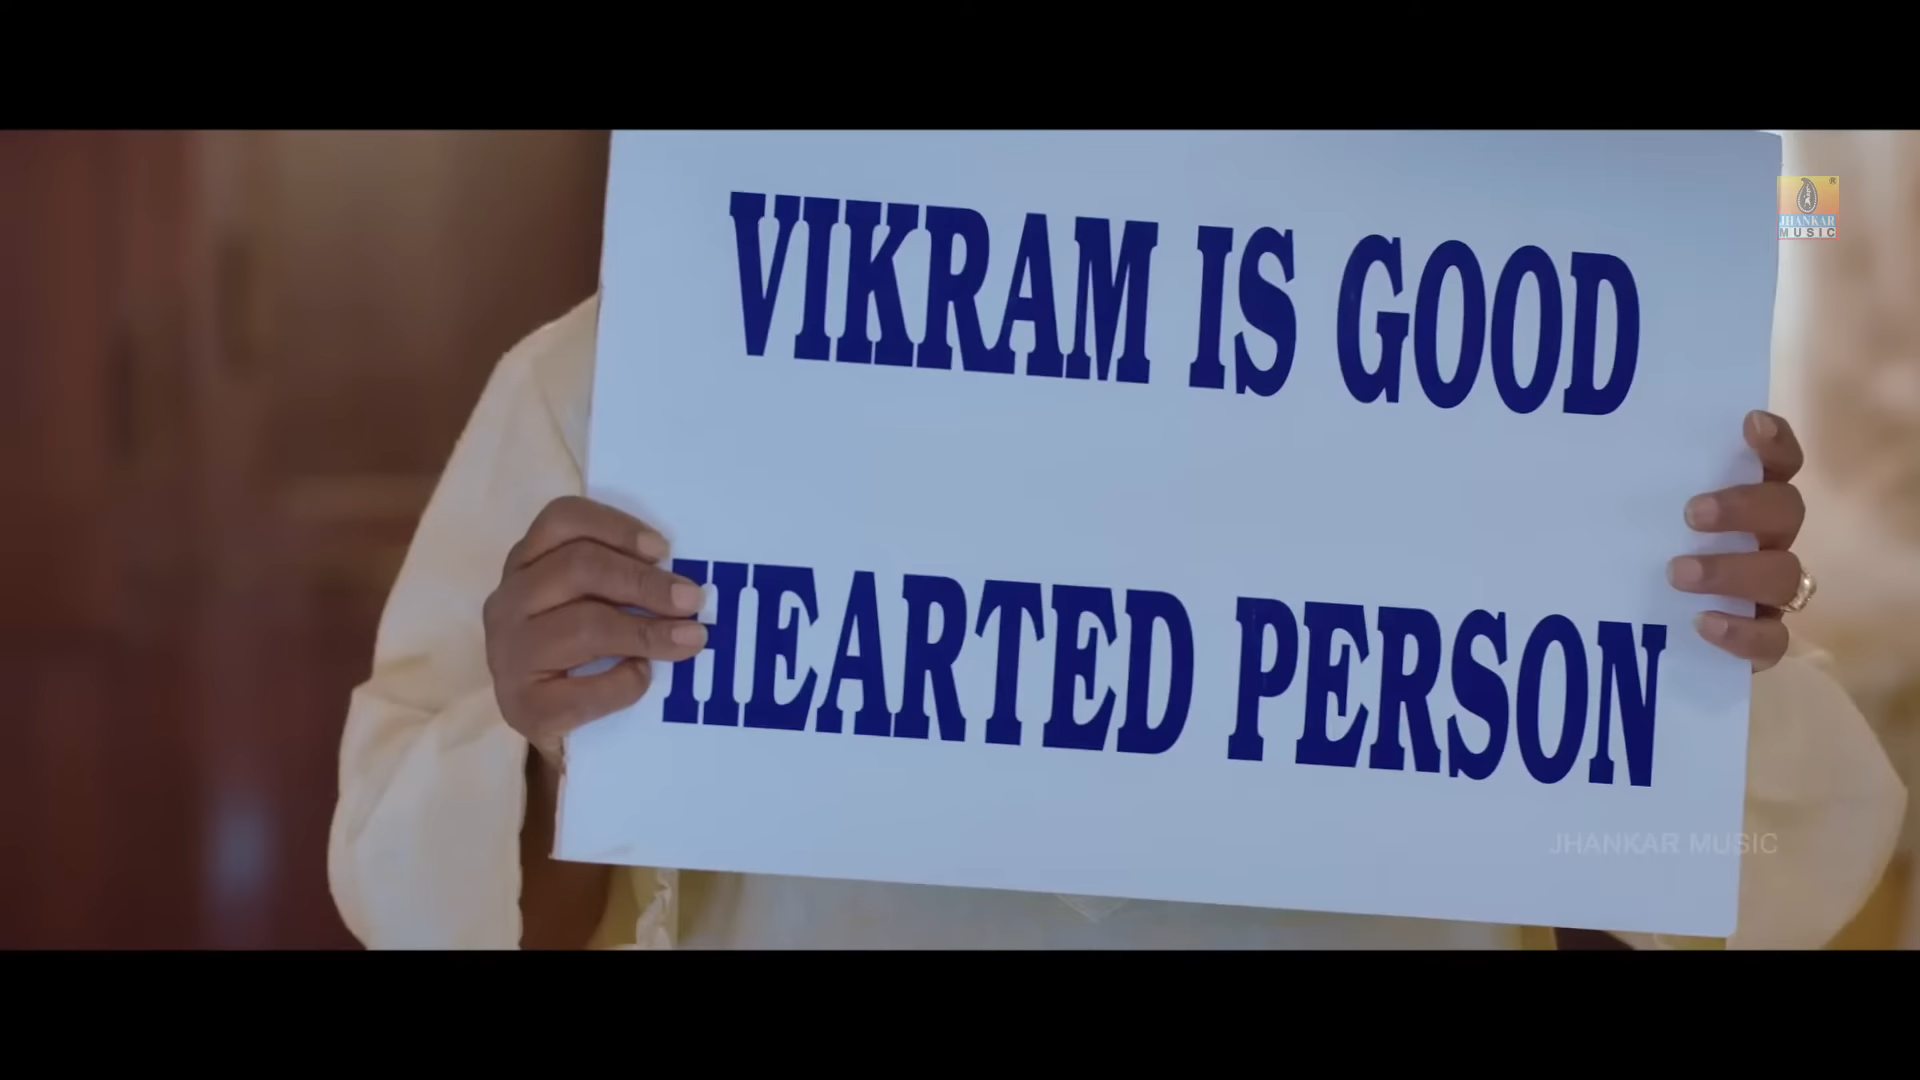 VIKRAM IS GOOD
HEARTED PERSON
JHANKAR
MUSIC
JHANKAR MUSIC